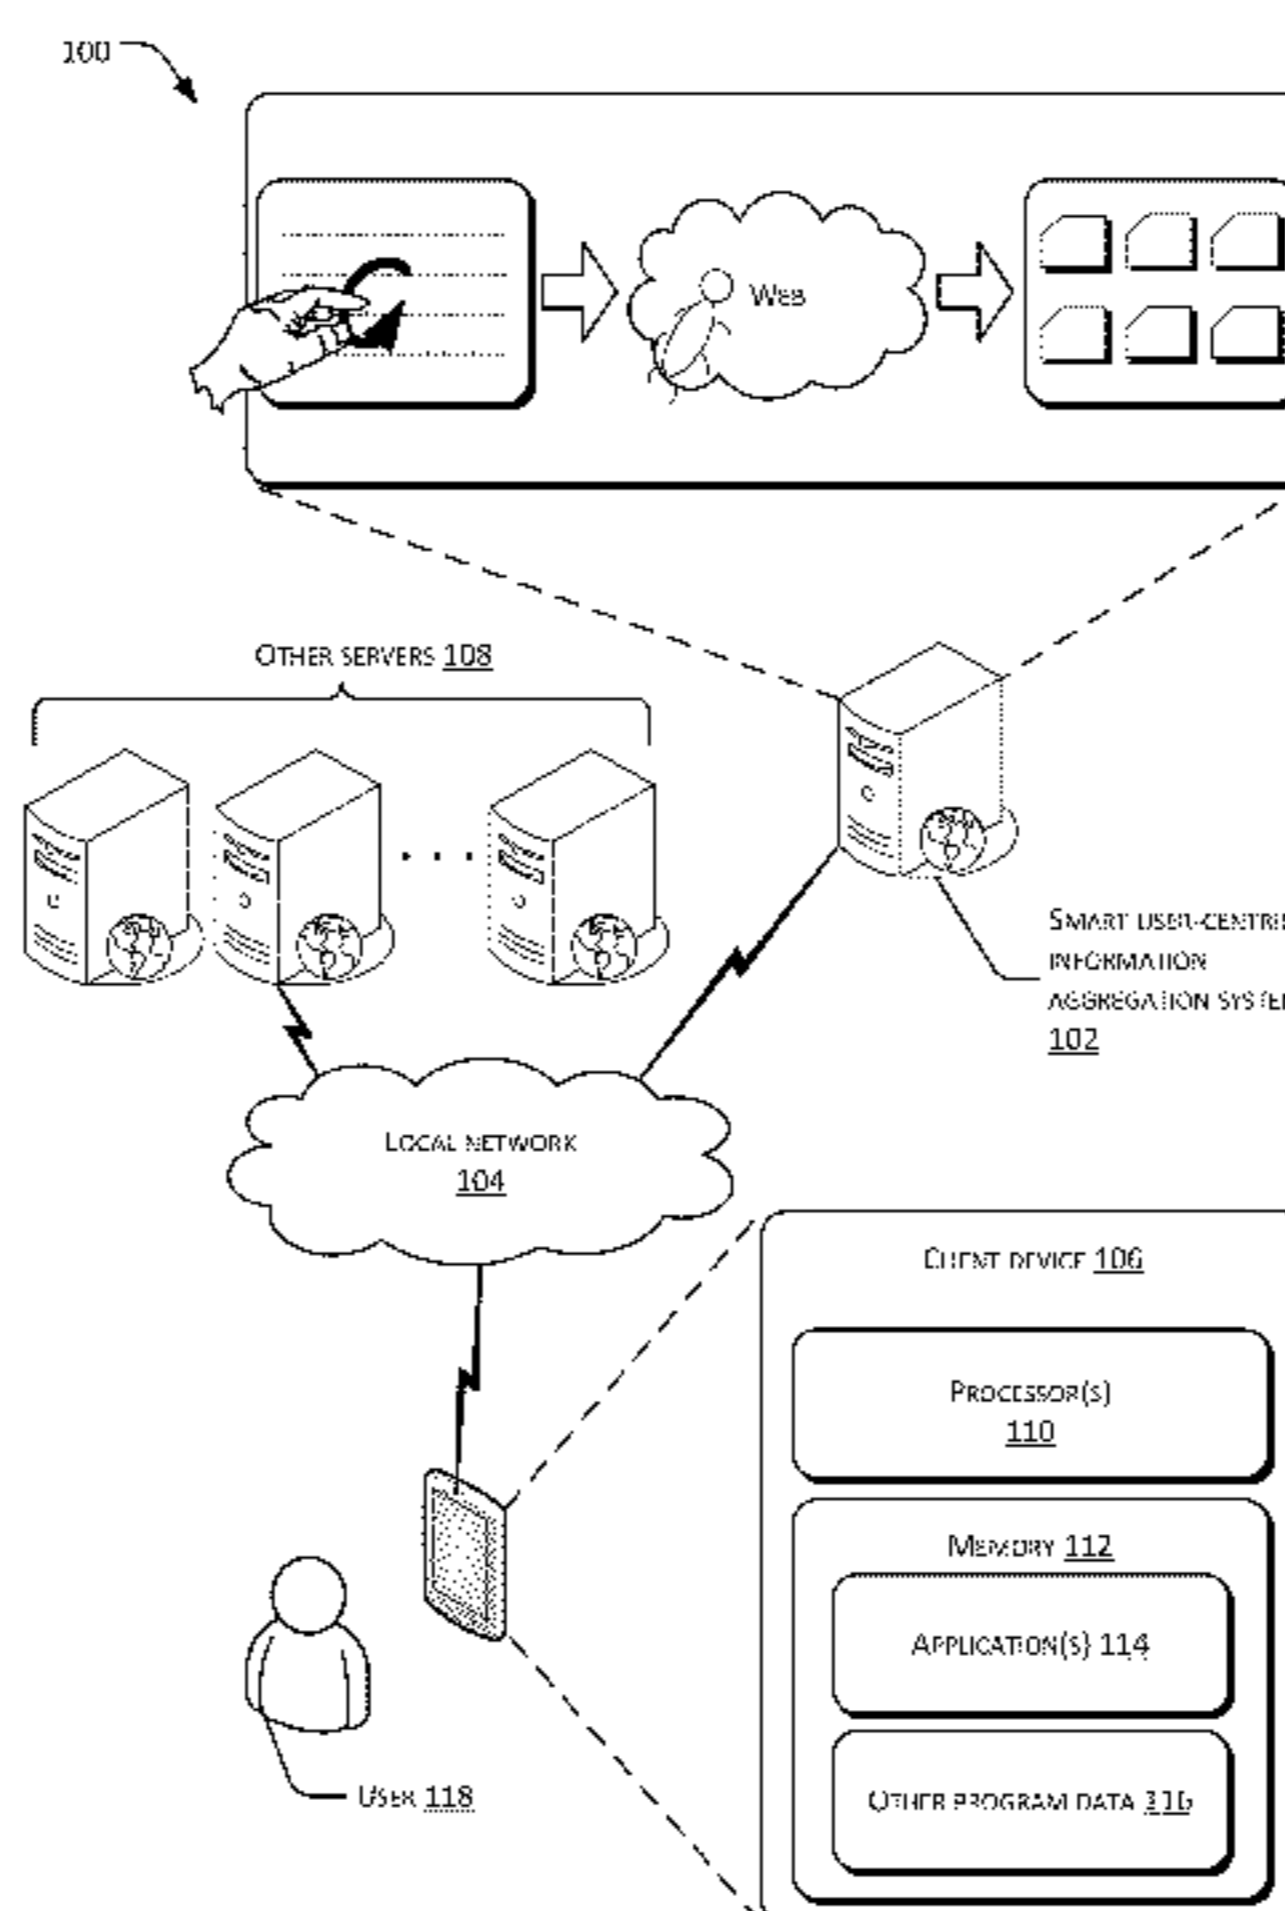 100
WEB
OTHER SERVERS 108
SMART USER-CENTRI
INFORMATION
AGGREGATION SYSTE
102
LOCAL NETWORK
104
CLIENT DEVICE 106
PROCESSOR(S)
110
MEMORY 112
APPLICATION(S) 114
USER 118
OTHER PROGRAM DATA 116